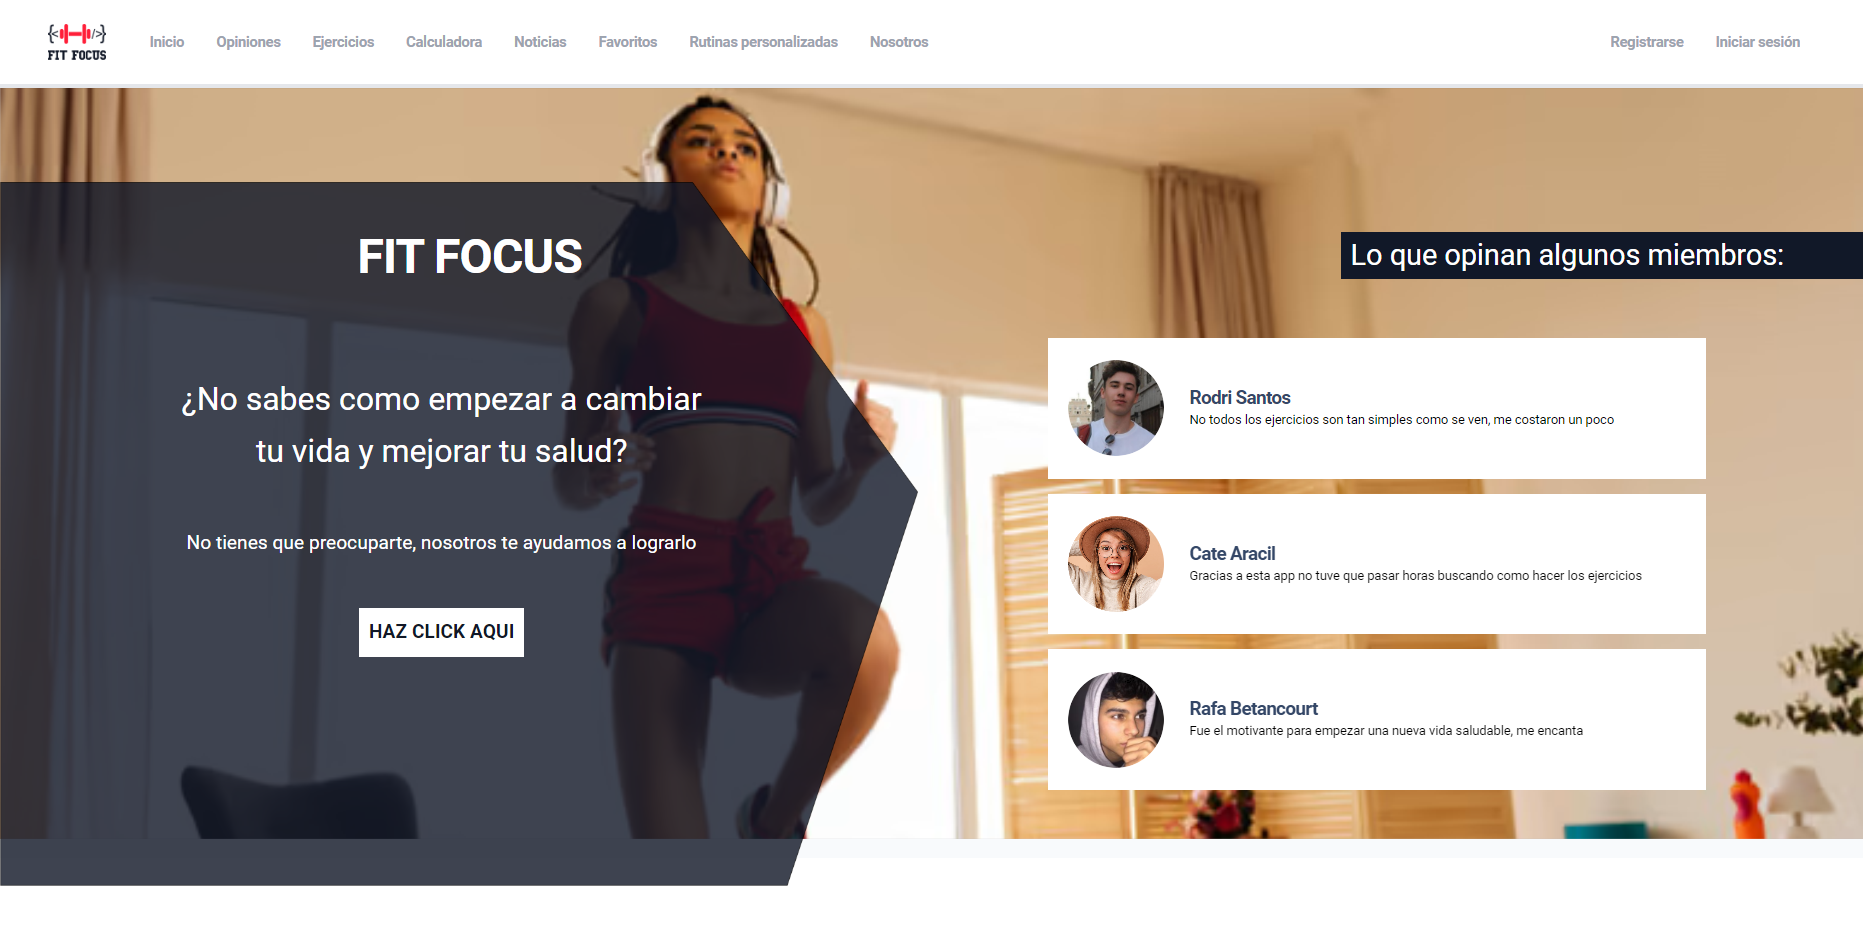 {<  />}
FIT FOCUS
Inicio
Opiniones
Ejercicios
Calculadora
Noticias
Favoritos
Rutinas personalizadas
Nosotros
Registrarse
Iniciar sesión
FIT FOCUS
¿No sabes como empezar a cambiar
tu vida y mejorar tu salud?
No tienes que preocuparte, nosotros te ayudamos a lograrlo
HAZ CLICK AQUI
Lo que opinan algunos miembros:
Rodri Santos
No todos los ejercicios son tan simples como se ven, me costaron un poco
Cate Aracil
Gracias a esta app no tuve que pasar horas buscando como hacer los ejercicios
Rafa Betancourt
Fue el motivante para empezar una nueva vida saludable, me encanta